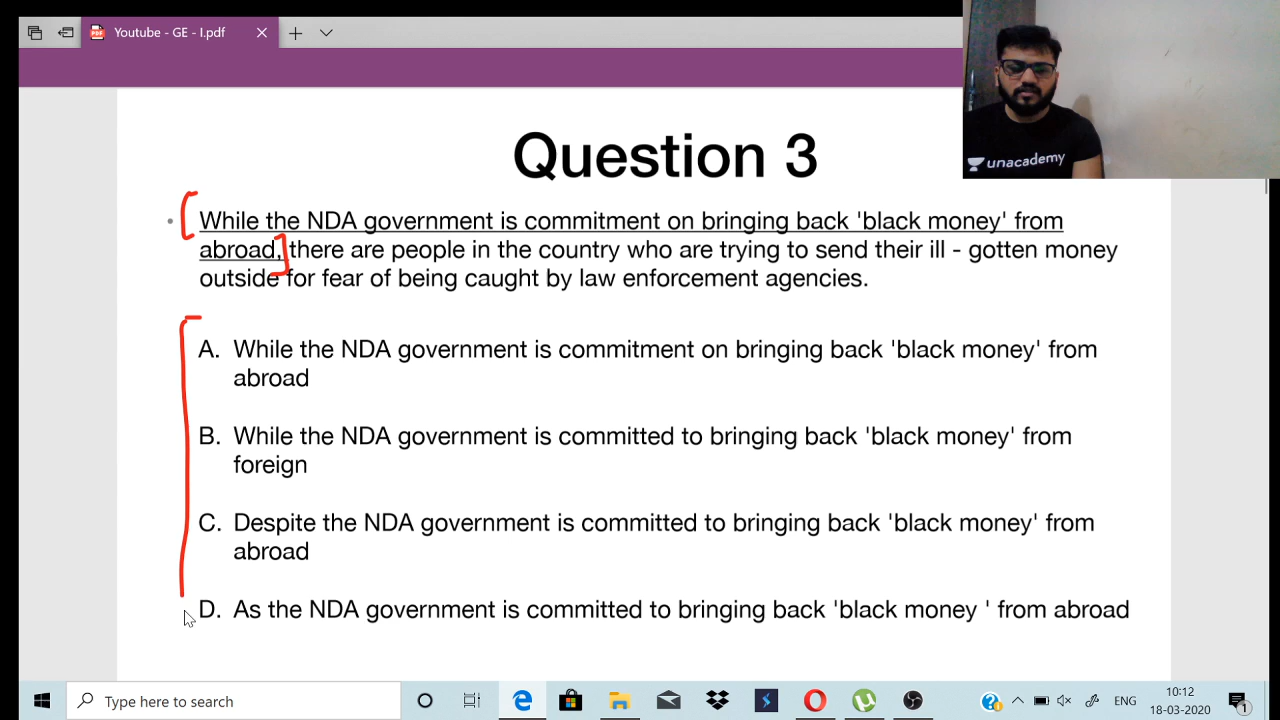 Youtube - GE - I.pdf
unacademy
Question 3
• While the NDA government is commitment on bringing back 'black money' from
abroad, there are people in the country who are trying to send their ill - gotten money
outside for fear of being caught by law enforcement agencies.
A. While the NDA government is commitment on bringing back 'black money' from
abroad
B. While the NDA government is committed to bringing back 'black money' from
foreign
C. Despite the NDA government is committed to bringing back 'black money' from
abroad
D. As the NDA government is committed to bringing back 'black money ' from abroad
Type here to search
ENG
10:12
18-03-2020
1